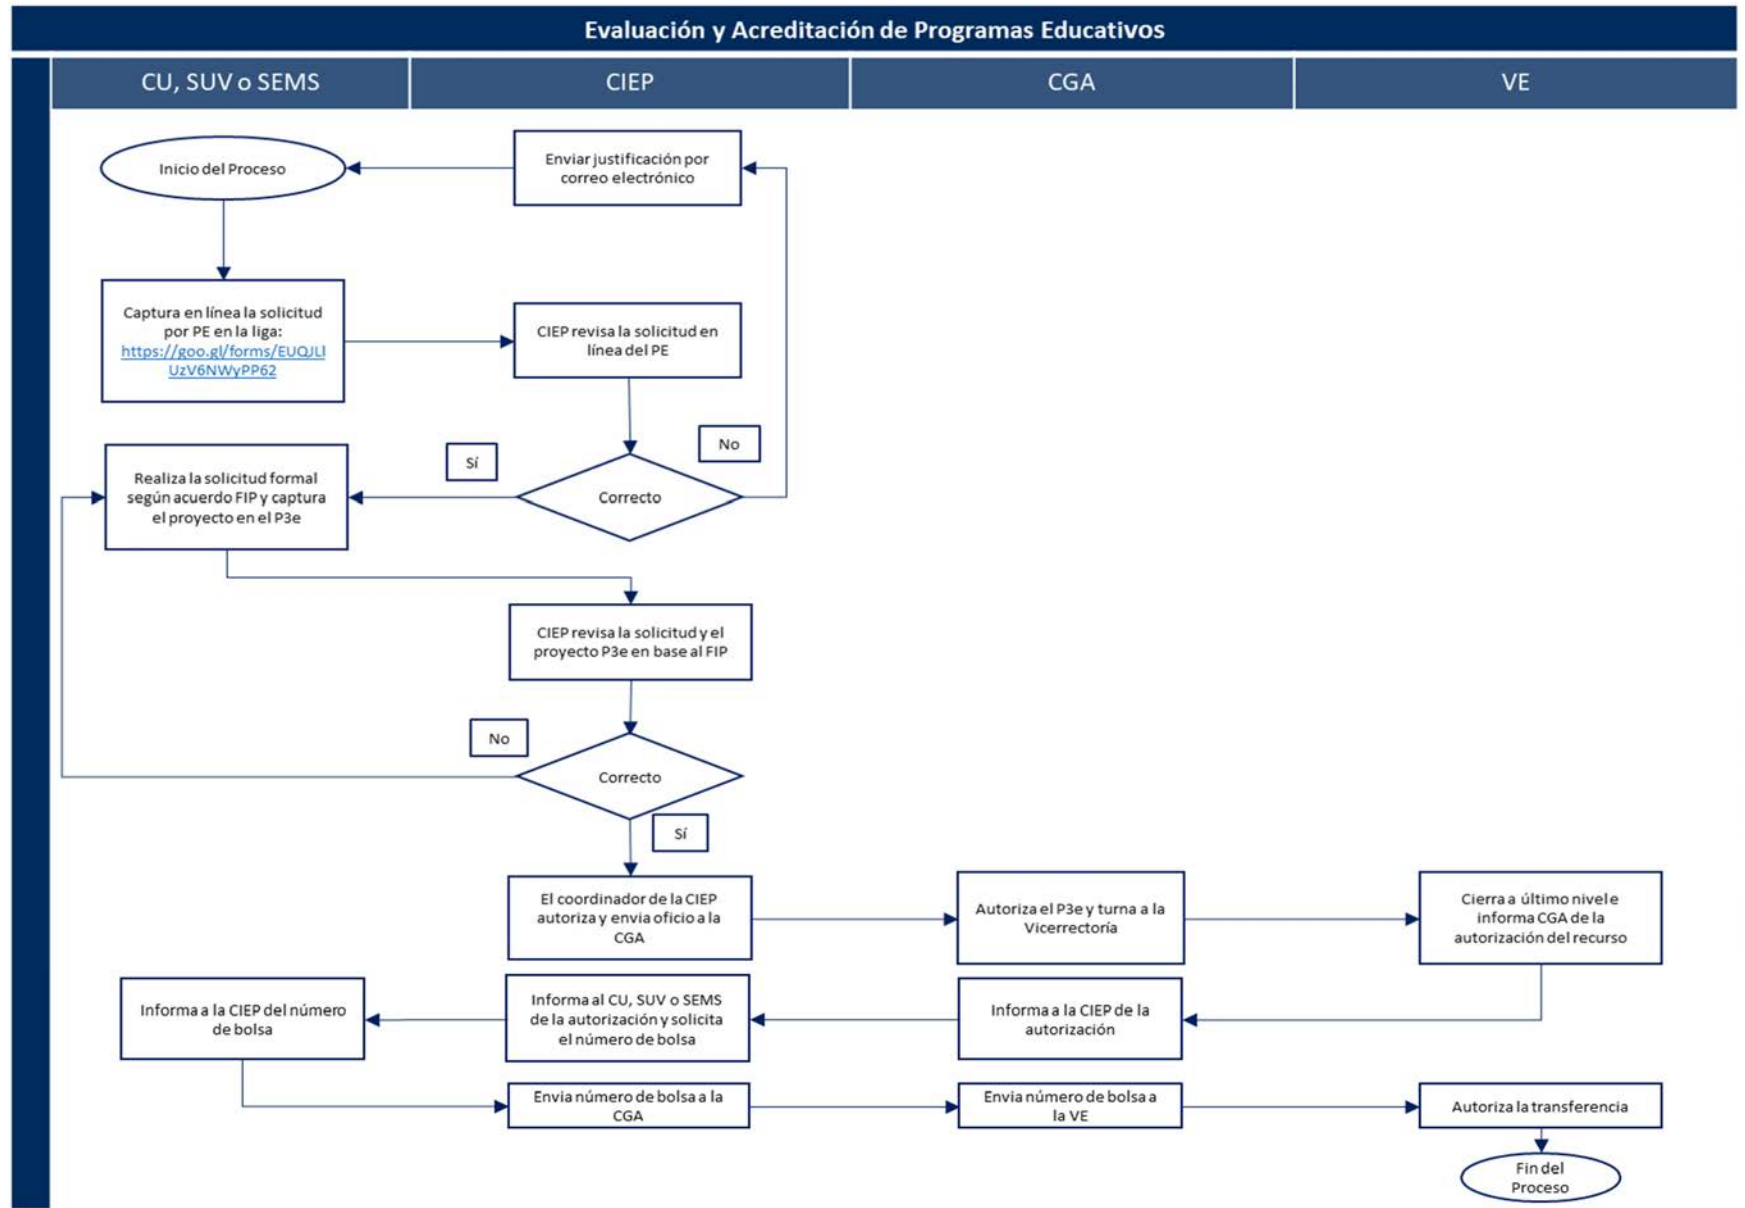 Evaluación y Acreditación de Programas Educativos
CU, SUV o SEMS
CIEP
CGA
VE
Inicio del Proceso
Enviar justificación por
correo electrónico
Captura en línea la solicitud
por PE en la liga:
https://goo.gl/forms/EUQJLl
UzV6NWyPP62
CIEP revisa la solicitud en
línea del PE
No
Sí
Correcto
Realiza la solicitud formal
según acuerdo FIP y captura
el proyecto en el P3e
CIEP revisa la solicitud y el
proyecto P3e en base al FIP
No
Correcto
Sí
El coordinador de la CIEP
autoriza y envia oficio a la
CGA
Autoriza el P3e y turna a la
Vicerrectoría
Cierra a último nivel e
informa CGA de la
autorización del recurso
Informa a la CIEP del número
de bolsa
Informa al CU, SUV o SEMS
de la autorización y solicita
el número de bolsa
Informa a la CIEP de la
autorización
Envia número de bolsa a la
CGA
Envia número de bolsa a
la VE
Autoriza la transferencia
Fin del
Proceso